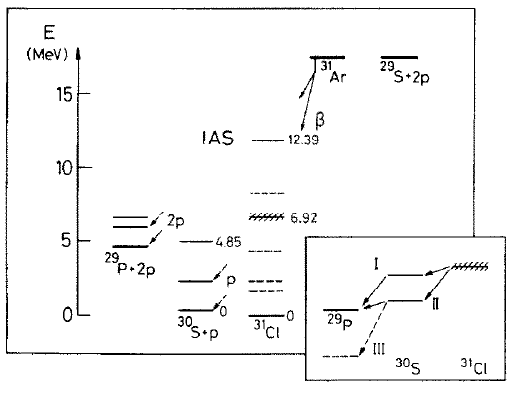 E
(MeV)
15
10
5
0
³¹Ar
²⁹S+2p
β
IAS
12.39
6.92
2p
²⁹P+2p
4.85
p
0
³⁰S+p
³¹Cl
0
I
II
²⁹P
III
³⁰S
³¹Cl